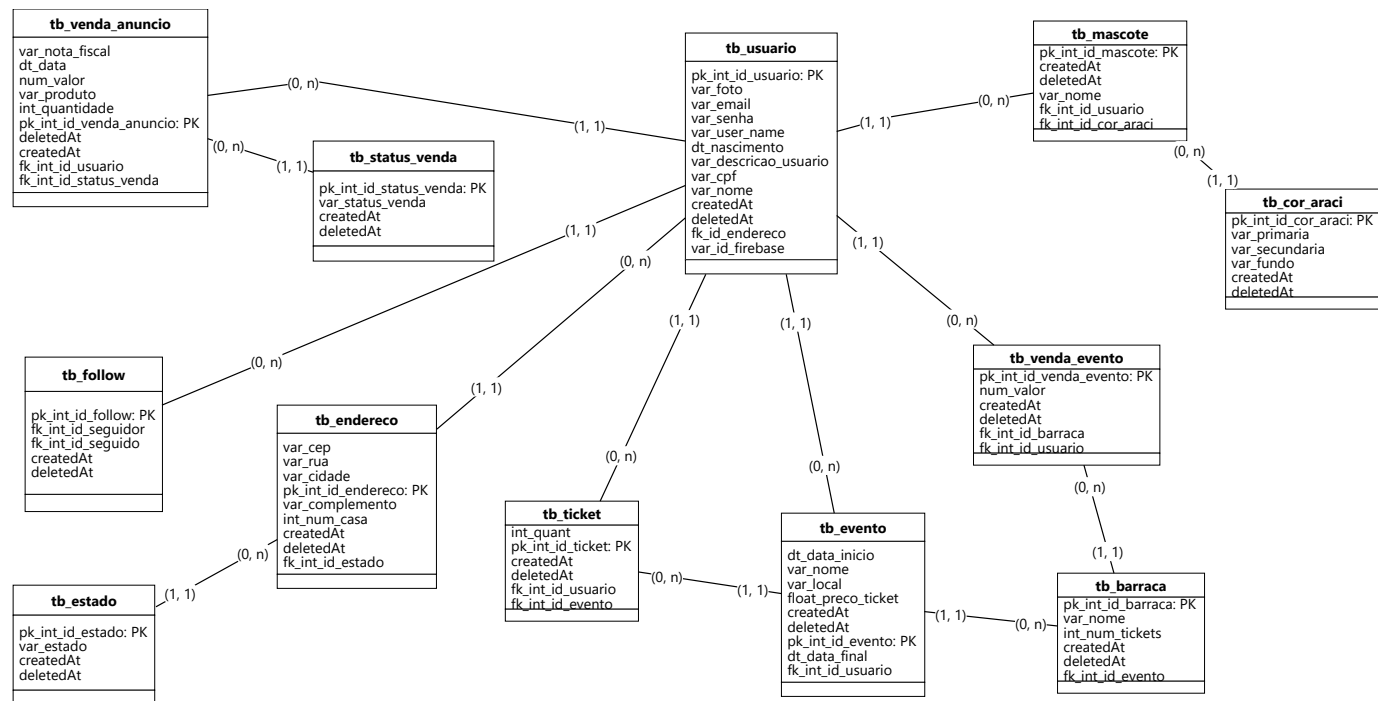 tb_venda_anuncio
var_nota_fiscal
dt_data
num_valor
var_produto
int_quantidade
pk_int_id_venda_anuncio: PK
deletedAt
createdAt
fk_int_id_usuario
fk_int_id_status_venda
(0, n)
(1, 1)
(0, n)
(1, 1)
tb_status_venda
pk_int_id_status_venda: PK
var_status_venda
createdAt
deletedAt
tb_usuario
pk_int_id_usuario: PK
var_foto
var_email
var_senha
var_user_name
dt_nascimento
var_descricao_usuario
var_cpf
var_nome
createdAt
deletedAt
fk_id_endereco
var_id_firebase
(1, 1)
(0, n)
tb_mascote
pk_int_id_mascote: PK
createdAt
deletedAt
var_nome
fk_int_id_usuario
fk_int_id_cor_araci
(0, n)
(1, 1)
tb_cor_araci
pk_int_id_cor_araci: PK
var_primaria
var_secundaria
var_fundo
createdAt
deletedAt
(1, 1)
(0, n)
(1, 1)
(0, n)
(1, 1)
(1, 1)
(0, n)
(0, n)
(1, 1)
tb_follow
pk_int_id_follow: PK
fk_int_id_seguidor
fk_int_id_seguido
createdAt
deletedAt
tb_endereco
var_cep
var_rua
var_cidade
pk_int_id_endereco: PK
var_complemento
int_num_casa
createdAt
deletedAt
fk_int_id_estado
tb_venda_evento
pk_int_id_venda_evento: PK
num_valor
createdAt
deletedAt
fk_int_id_barraca
fk_int_id_usuario
(0, n)
(0, n)
(0, n)
(1, 1)
(0, n)
(1, 1)
tb_estado
pk_int_id_estado: PK
var_estado
createdAt
deletedAt
tb_ticket
int_quant
pk_int_id_ticket: PK
createdAt
deletedAt
fk_int_id_usuario
fk_int_id_evento
(0, n)
(1, 1)
tb_evento
dt_data_inicio
var_nome
var_local
float_preco_ticket
createdAt
deletedAt
pk_int_id_evento: PK
dt_data_final
fk_int_id_usuario
(1, 1)
(0, n)
tb_barraca
pk_int_id_barraca: PK
var_nome
int_num_tickets
createdAt
deletedAt
fk_int_id_evento